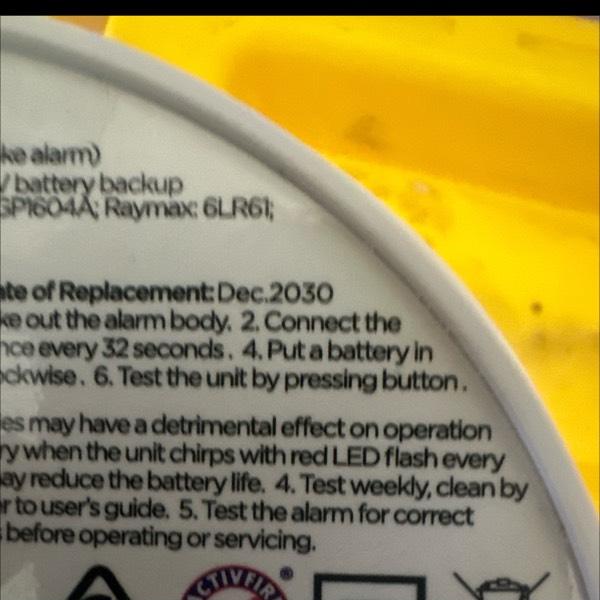 ke alarm)
/ battery backup
GP1604A; Raymax: 6LR61;
ate of Replacement: Dec.2030
ke out the alarm body. 2. Connect the
nce every 32 seconds. 4. Put a battery in
ockwise. 6. Test the unit by pressing button.
es may have a detrimental effect on operation
ry when the unit chirps with red LED flash every
ay reduce the battery life. 4. Test weekly, clean by
r to user's guide. 5. Test the alarm for correct
s before operating or servicing.
ACTIVFIRE ®